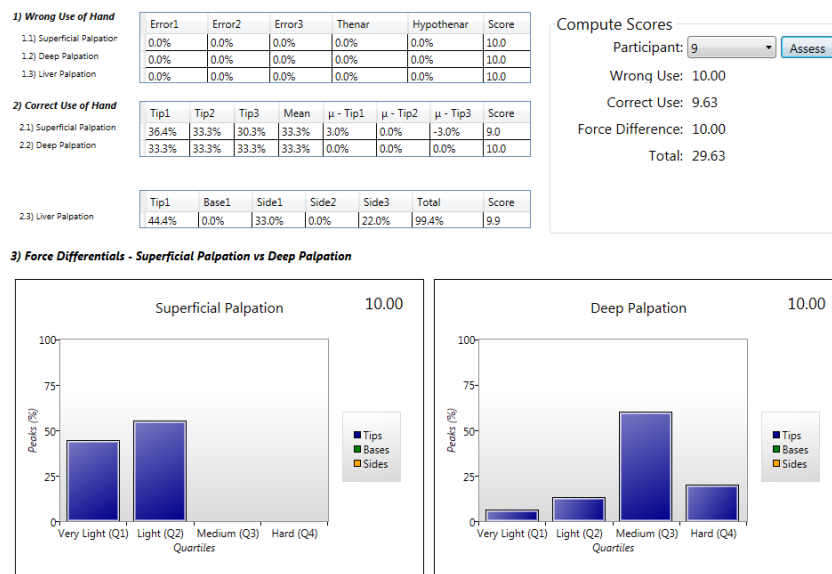 1) Wrong Use of Hand
Error1 Error2 Error3 Thenar Hypothenar Score
1.1) Superficial Palpation 0.0% 0.0% 0.0% 0.0% 0.0% 10.0
1.2) Deep Palpation 0.0% 0.0% 0.0% 0.0% 0.0% 10.0
1.3) Liver Palpation 0.0% 0.0% 0.0% 0.0% 0.0% 10.0
2) Correct Use of Hand
Tip1 Tip2 Tip3 Mean μ - Tip1 μ - Tip2 μ - Tip3 Score
2.1) Superficial Palpation 36.4% 33.3% 30.3% 33.3% 3.0% 0.0% -3.0% 9.0
2.2) Deep Palpation 33.3% 33.3% 33.3% 33.3% 0.0% 0.0% 0.0% 10.0
Tip1 Base1 Side1 Side2 Side3 Total Score
2.3) Liver Palpation 44.4% 0.0% 33.0% 0.0% 22.0% 99.4% 9.9
Compute Scores
Participant: 9 Assess
Wrong Use: 10.00
Correct Use: 9.63
Force Difference: 10.00
Total: 29.63
3) Force Differentials - Superficial Palpation vs Deep Palpation
Superficial Palpation 10.00
100
75
50
25
0
Peaks (%)
Very Light (Q1) Light (Q2) Medium (Q3) Hard (Q4)
Quartiles
Tips
Bases
Sides
Deep Palpation 10.00
100
75
50
25
0
Peaks (%)
Very Light (Q1) Light (Q2) Medium (Q3) Hard (Q4)
Quartiles
Tips
Bases
Sides